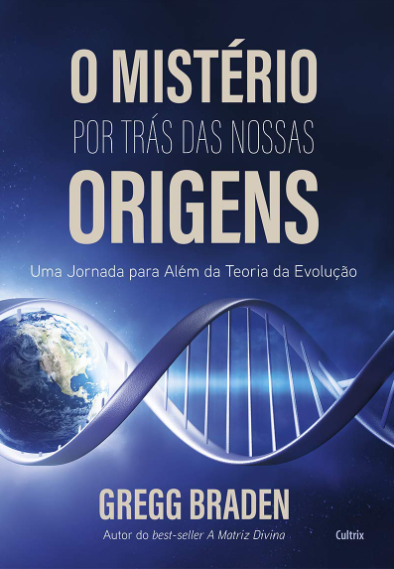 O MISTÉRIO
POR TRÁS DAS NOSSAS
ORIGENS
Uma Jornada para Além da Teoria da Evolução
GREGG BRADEN
Autor do best-seller A Matriz Divina
Cultrix